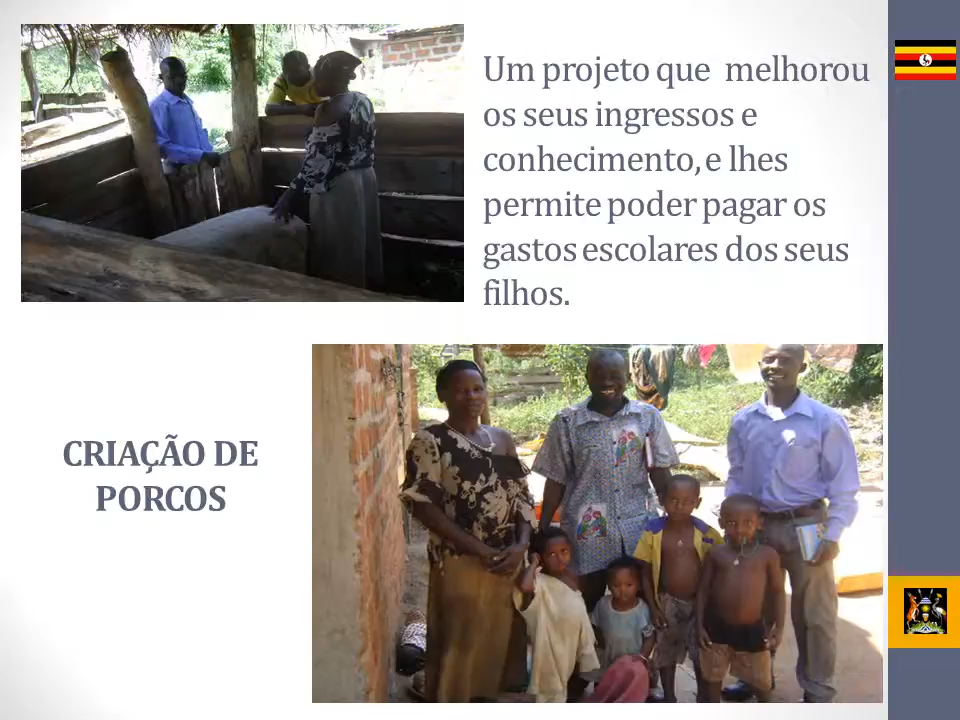 Um projeto que melhorou
os seus ingressos e
conhecimento, e lhes
permite poder pagar os
gastos escolares dos seus
filhos.
CRIAÇÃO DE
PORCOS